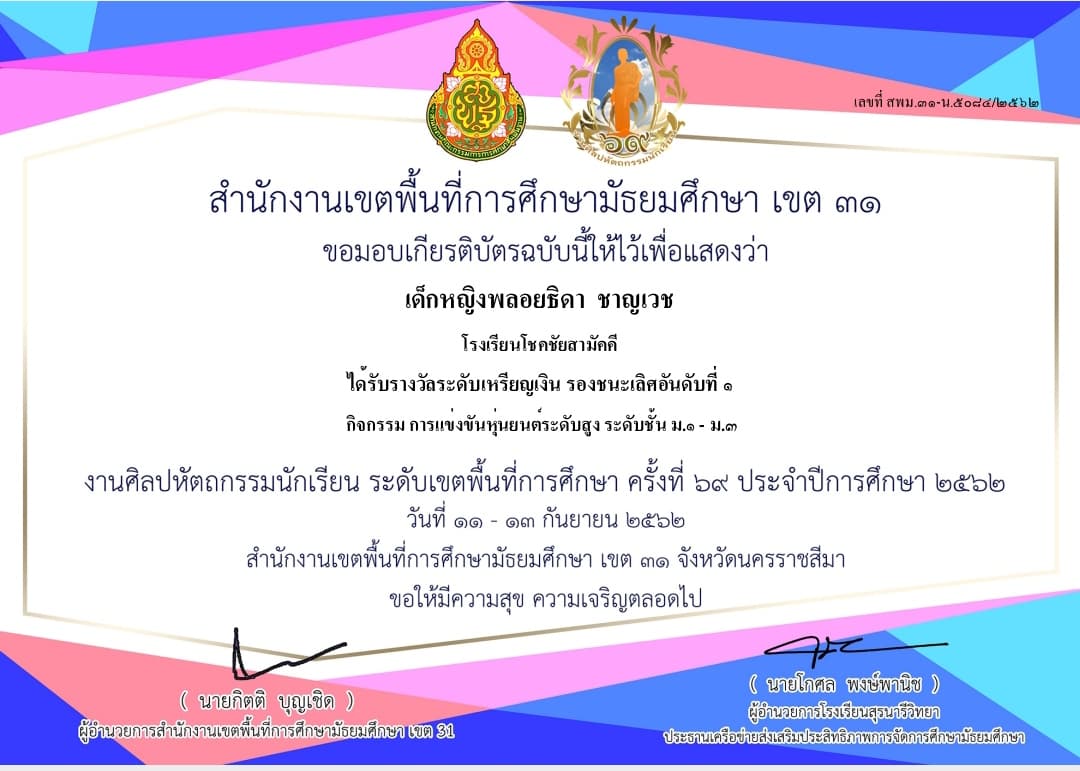 เลขที่ สพม.๓๑-น.๕๐๘๔/๒๕๖๒
๖๙
สำนักงานเขตพื้นที่การศึกษามัธยมศึกษา เขต ๓๑
ขอมอบเกียรติบัตรฉบับนี้ให้ไว้เพื่อแสดงว่า
เด็กหญิงพลอยธิดา ชาญเวช
โรงเรียนโชคชัยสามัคคี
ได้รับรางวัลระดับเหรียญเงิน รองชนะเลิศอันดับที่ ๑
กิจกรรม การแข่งขันหุ่นยนต์ระดับสูง ระดับชั้น ม.๑ - ม.๓
งานศิลปหัตถกรรมนักเรียน ระดับเขตพื้นที่การศึกษา ครั้งที่ ๖๙ ประจำปีการศึกษา ๒๕๖๒
วันที่ ๑๑ - ๑๓ กันยายน ๒๕๖๒
สำนักงานเขตพื้นที่การศึกษามัธยมศึกษา เขต ๓๑ จังหวัดนครราชสีมา
ขอให้มีความสุข ความเจริญตลอดไป
( นายกิตติ บุญเชิด )
ผู้อำนวยการสำนักงานเขตพื้นที่การศึกษามัธยมศึกษา เขต 31
( นายโกศล พงษ์พานิช )
ผู้อำนวยการโรงเรียนสุรนารีวิทยา
ประธานเครือข่ายส่งเสริมประสิทธิภาพการจัดการศึกษามัธยมศึกษา